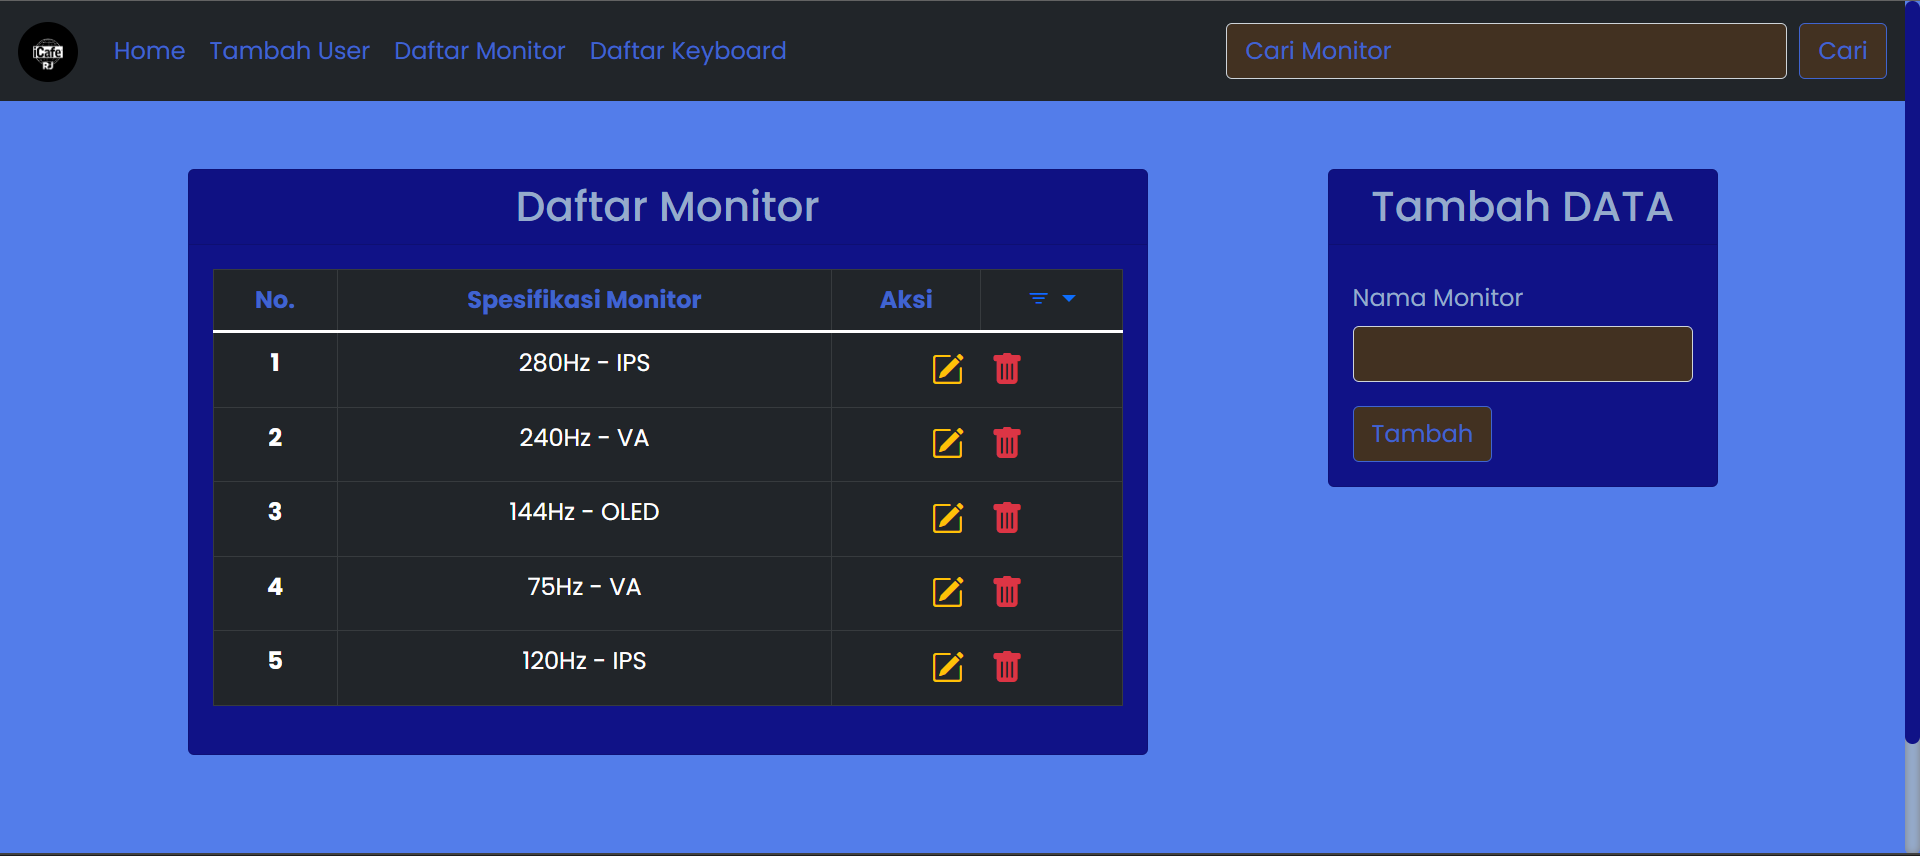 iCafe
RJ
Home Tambah User Daftar Monitor Daftar Keyboard Cari Monitor Cari
Daftar Monitor
No. Spesifikasi Monitor Aksi
1 280Hz - IPS
2 240Hz - VA
3 144Hz - OLED
4 75Hz - VA
5 120Hz - IPS
Tambah DATA
Nama Monitor
Tambah